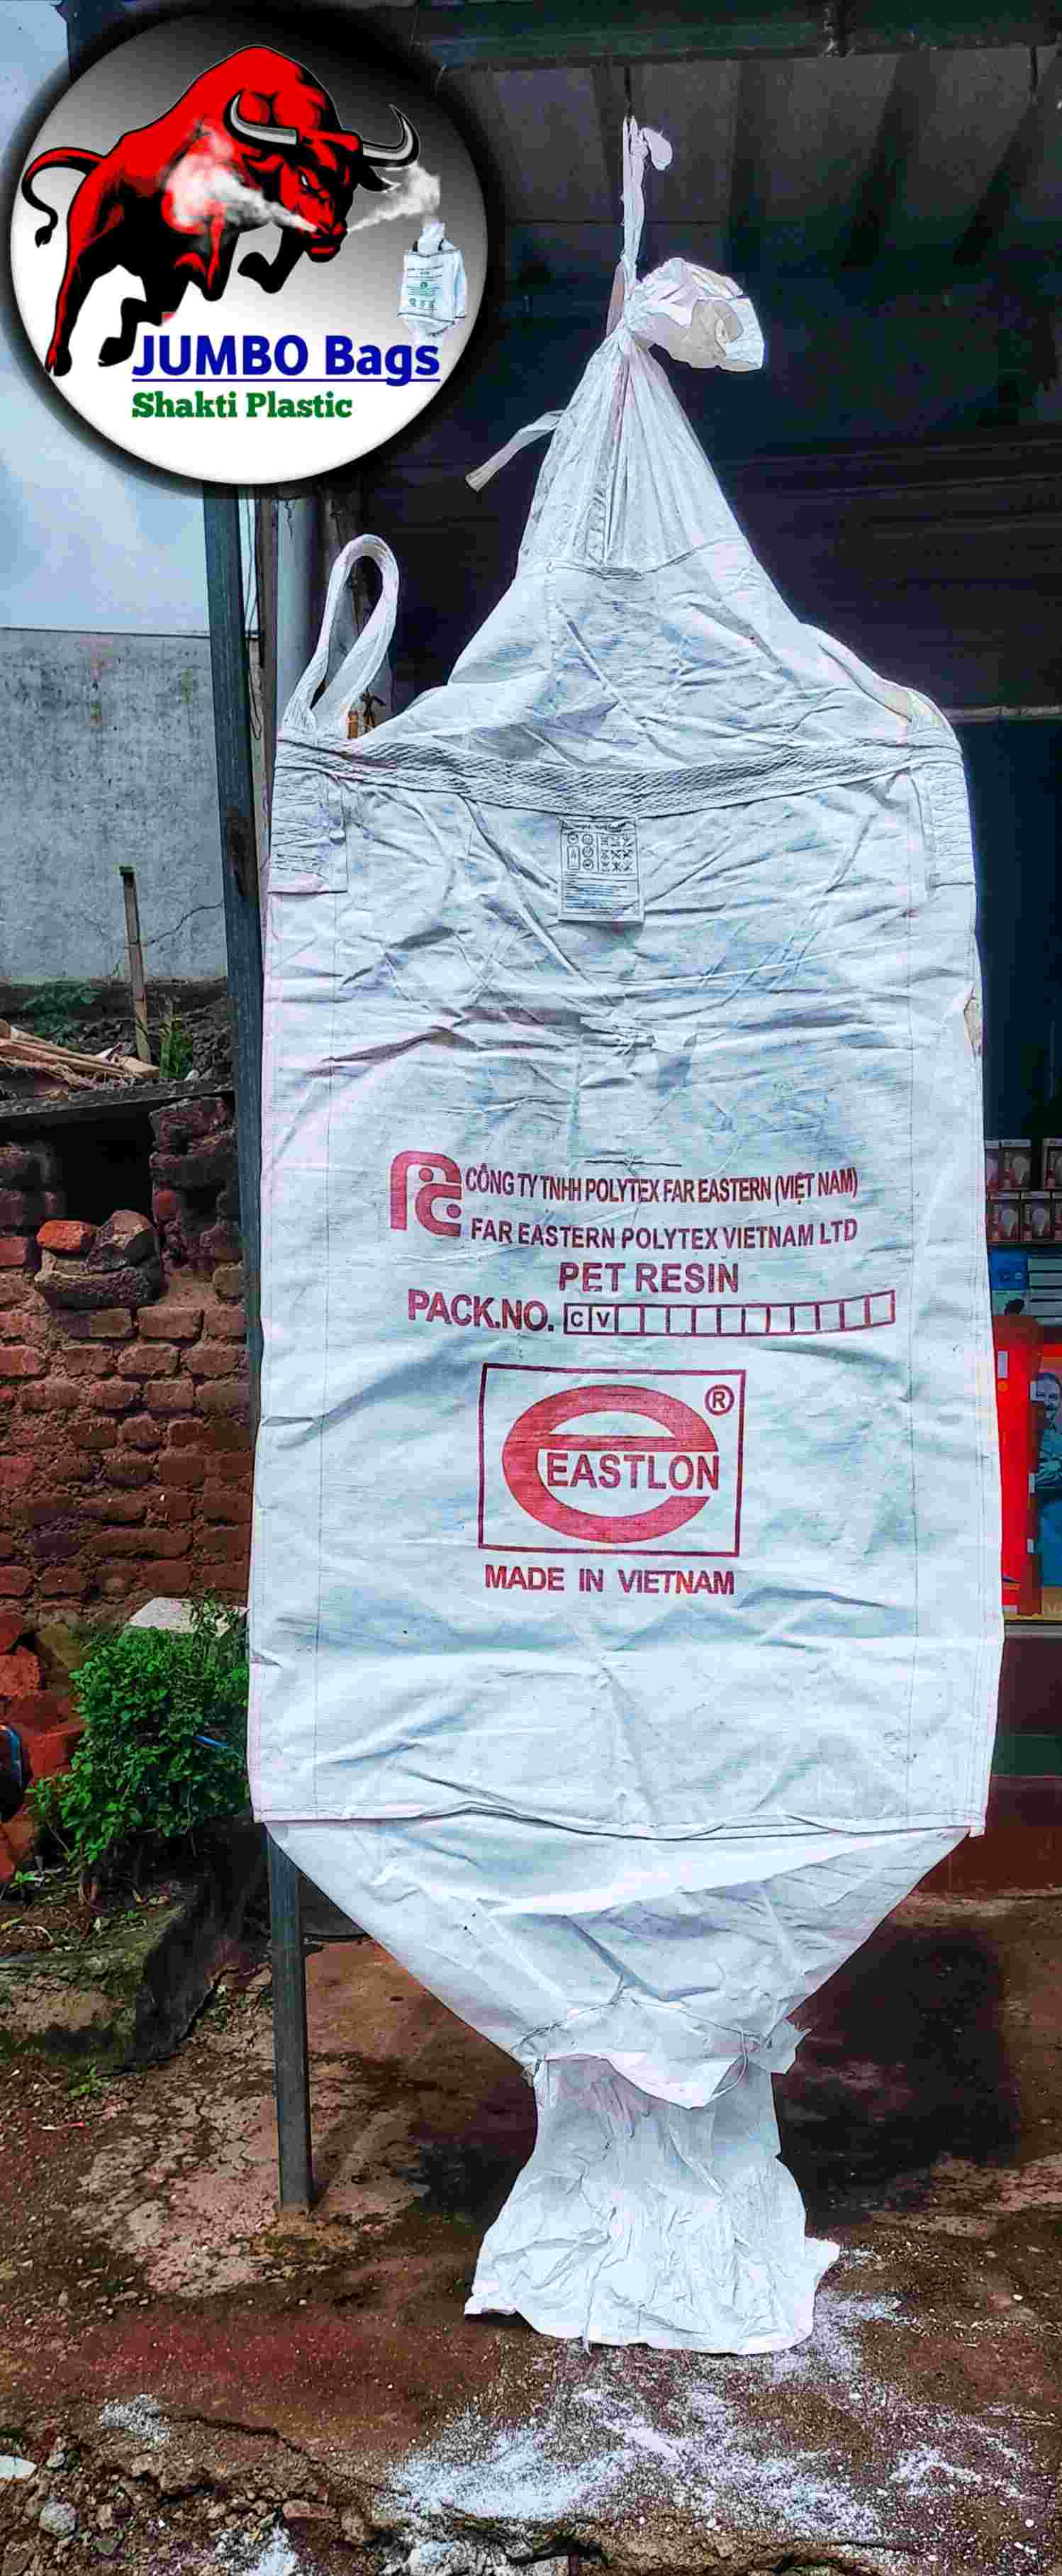 JUMBO Bags
Shakti Plastic
CÔNG TY TNHH POLYTEX FAR EASTERN (VIỆT NAM)
FAR EASTERN POLYTEX VIETNAM LTD
PET RESIN
PACK.NO. C V
®
EASTLON
MADE IN VIETNAM